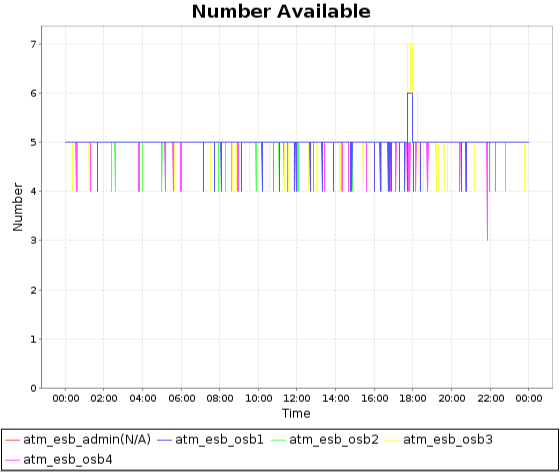 Number Available
7
6
5
4
3
2
1
0
Number
00:00 02:00 04:00 06:00 08:00 10:00 12:00 14:00 16:00 18:00 20:00 22:00 00:00
Time
atm_esb_admin(N/A) atm_esb_osb1 atm_esb_osb2 atm_esb_osb3
atm_esb_osb4